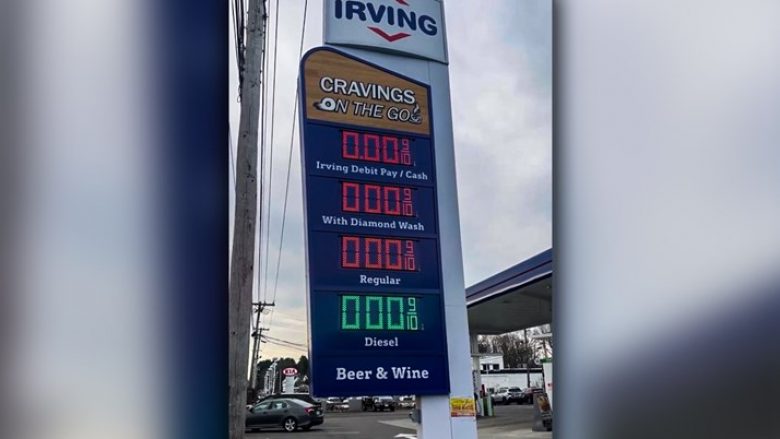 IRVING
CRAVINGS
ON THE GO
0.00 9/10
Irving Debit Pay / Cash
0.00 9/10
With Diamond Wash
0.00 9/10
Regular
0.00 9/10
Diesel
Beer & Wine
KIA